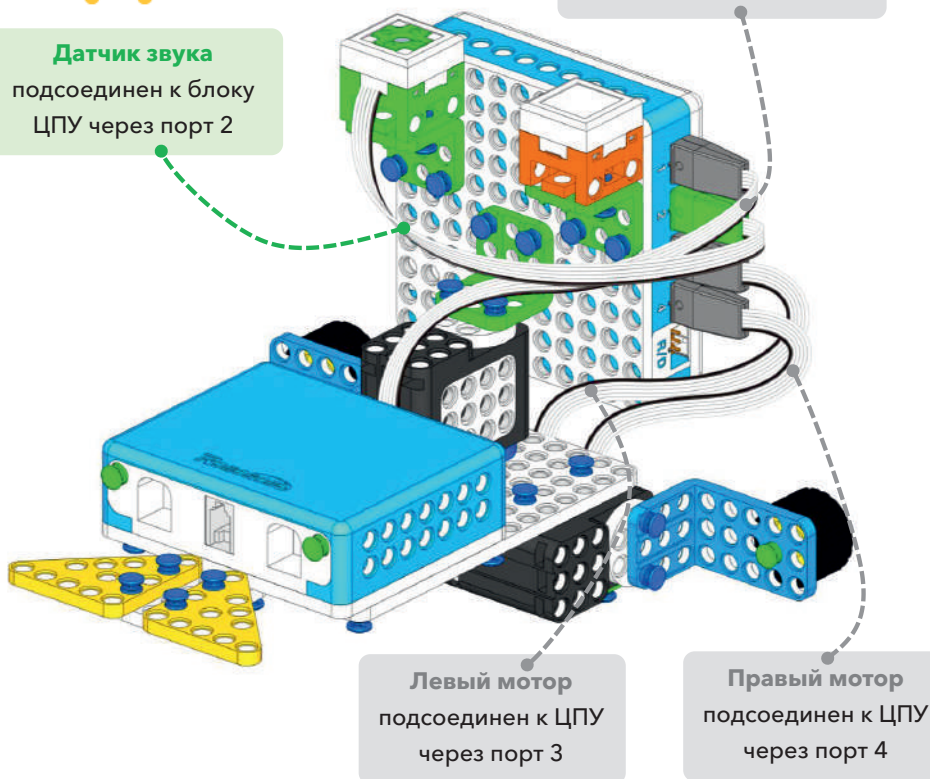 Датчик звука
подсоединен к блоку
ЦПУ через порт 2
R/D
Левый мотор
подсоединен к ЦПУ
через порт 3
Правый мотор
подсоединен к ЦПУ
через порт 4